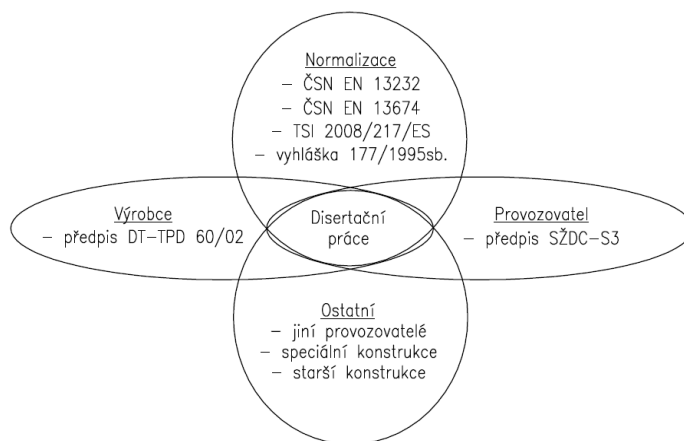 Normalizace
– ČSN EN 13232
– ČSN EN 13674
– TSI 2008/217/ES
– vyhláška 177/1995sb.
Výrobce
– předpis DT–TPD 60/02
Disertační
práce
Provozovatel
– předpis SŽDC–S3
Ostatní
– jiní provozovatelé
– speciální konstrukce
– starší konstrukce